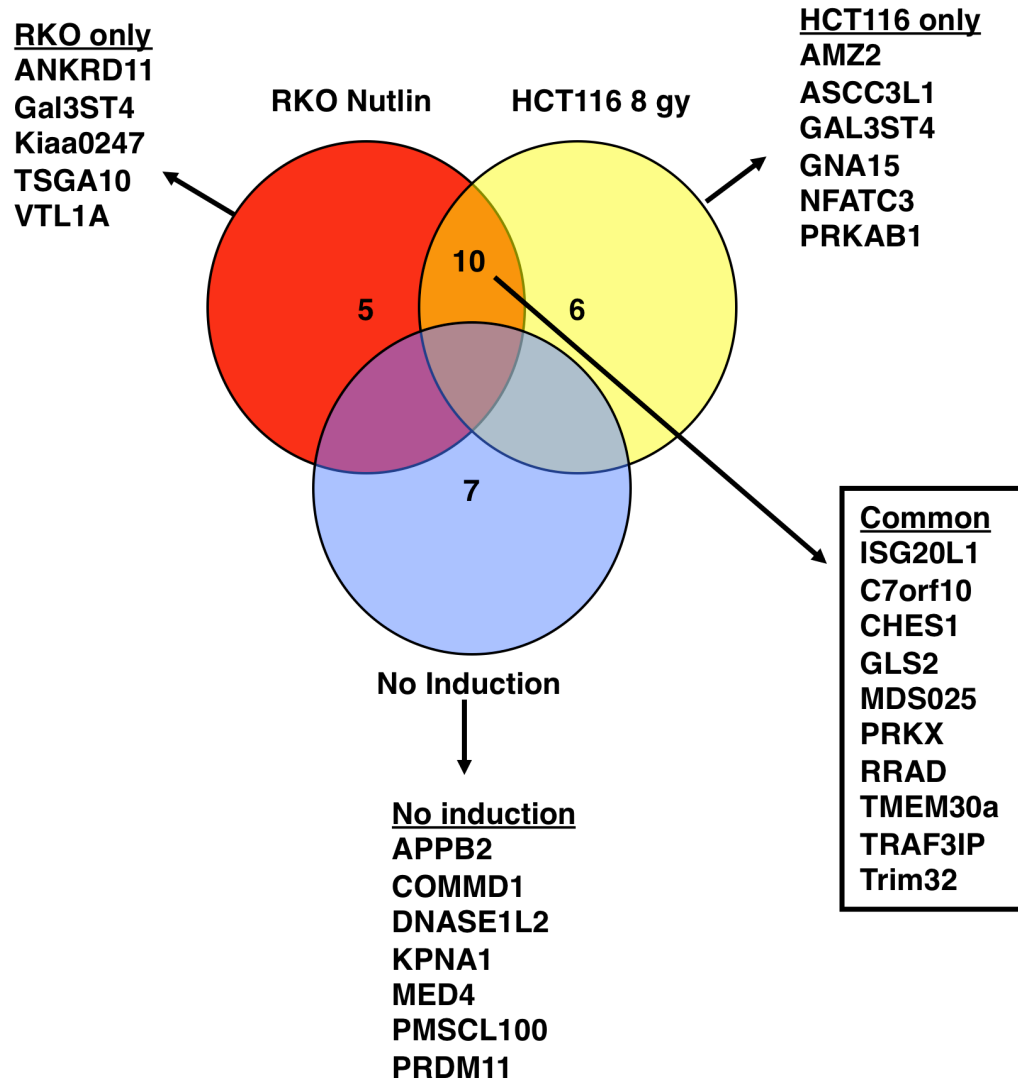 RKO only
ANKRD11
Gal3ST4
Kiaa0247
TSGA10
VTL1A
RKO Nutlin
HCT116 8 gy
HCT116 only
AMZ2
ASCC3L1
GAL3ST4
GNA15
NFATC3
PRKAB1
10
5
6
7
No Induction
Common
ISG20L1
C7orf10
CHES1
GLS2
MDS025
PRKX
RRAD
TMEM30a
TRAF3IP
Trim32
No induction
APPB2
COMMD1
DNASE1L2
KPNA1
MED4
PMSCL100
PRDM11